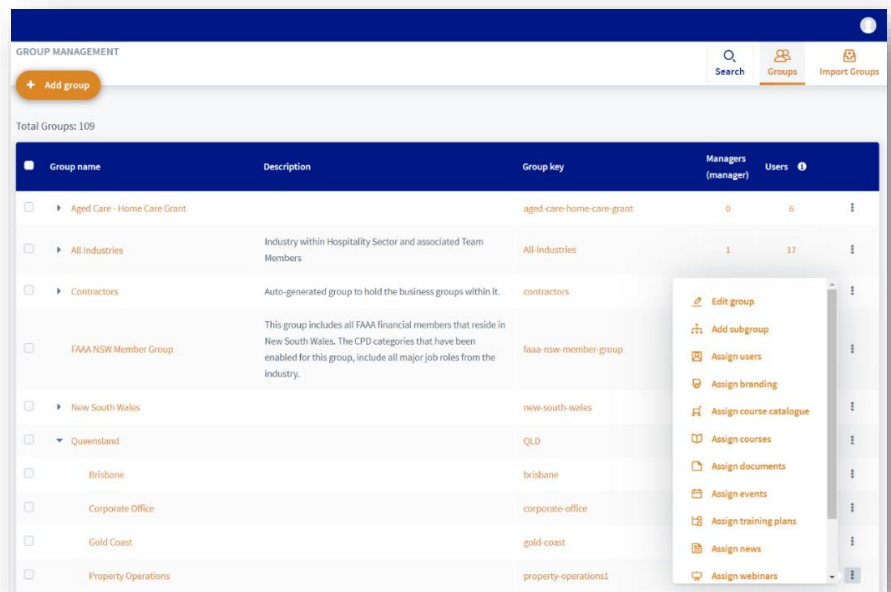 GROUP MANAGEMENT
Search
Groups
Import Groups
+ Add group
Total Groups: 109
Group name Description Group key Managers (manager) Users
Aged Care - Home Care Grant aged-care-home-care-grant 0 6
All Industries Industry within Hospitality Sector and associated Team All-industries 1 17
Members
Contractors Auto-generated group to hold the business groups within it. contractors
This group includes all FAAA financial members that reside in
New South Wales. The CPD categories that have been
FAAA NSW Member Group enabled for this group, include all major job roles from the faaa-nsw-member-group
industry.
New South Wales new-south-wales
Queensland QLD
Brisbane brisbane
Corporate Office corporate-office
Gold Coast gold-coast
Property Operations property-operations1
Edit group
Add subgroup
Assign users
Assign branding
Assign course catalogue
Assign courses
Assign documents
Assign events
Assign training plans
Assign news
Assign webinars